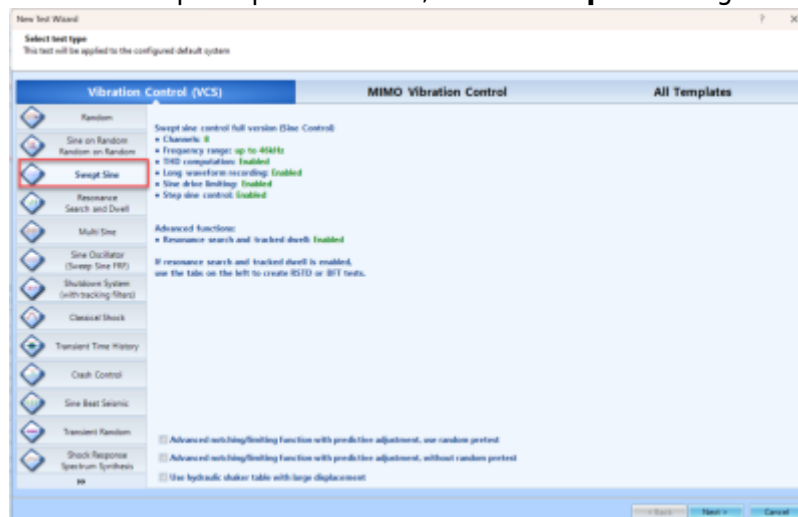 New Test Wizard
Select test type
This test will be applied to the configured default system
Vibration Control (VCS)
MIMO Vibration Control
All Templates
Random
Sine on Random
Random on Random
Swept Sine
Resonance
Search and Dwell
Multi Sine
Sine Oscillator
(Sweep Sine FRF)
Shutdown System
(with tracking filters)
Classical Shock
Transient Time History
Crash Control
Sine Beat Seismic
Transient Random
Shock Response
Spectrum Synthesis
Swept sine control full version (Sine Control)
• Channels: 8
• Frequency range: up to 46kHz
• THD computation: Enabled
• Long waveform recording: Enabled
• Sine drive limiting: Enabled
• Step sine control: Enabled
Advanced functions:
• Resonance search and tracked dwell: Enabled
If resonance search and tracked dwell is enabled,
use the tabs on the left to create RSTD or BFT tests.
Advanced notching/limiting function with predictive adjustment, use random pretest
Advanced notching/limiting function with predictive adjustment, without random pretest
Use hydraulic shaker table with large displacement
< Back
Next >
Cancel